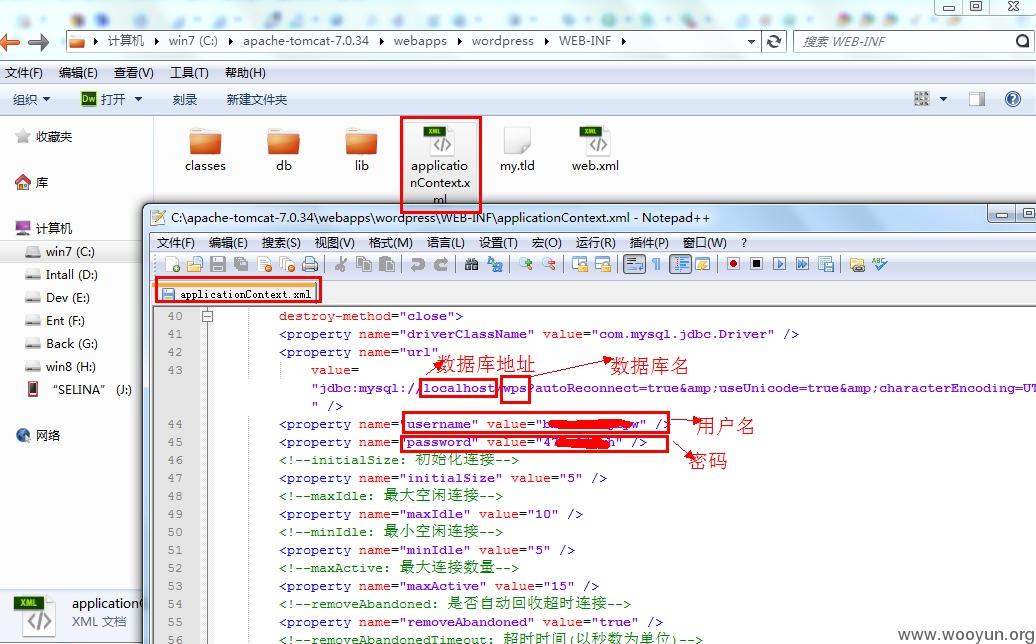 计算机 win7 (C:) apache-tomcat-7.0.34 webapps wordpress WEB-INF 搜索 WEB-INF
文件(F) 编辑(E) 查看(V) 工具(T) 帮助(H)
组织 Dw 打开 刻录 新建文件夹
收藏夹
库
计算机
win7 (C:)
Intall (D:)
Dev (E:)
Ent (F:)
Back (G:)
win8 (H:)
“SELINA” (J:)
网络
classes
db
lib
XML
applicatio
nContext.x
ml
my.tld
XML
web.xml
C:\apache-tomcat-7.0.34\webapps\wordpress\WEB-INF\applicationContext.xml - Notepad++
文件(F) 编辑(E) 搜索(S) 视图(V) 格式(M) 语言(L) 设置(T) 宏(O) 运行(R) 插件(P) 窗口(W) ?
ABC
applicationContext.xml
40 destroy-method="close">
41 <property name="driverClassName" value="com.mysql.jdbc.Driver" />
42 <property name="url"
数据库地址 数据库名
43 value=
"jdbc:mysql://localhost/wps?autoReconnect=true&amp;useUnicode=true&amp;characterEncoding=UT
" />
44 <property name="username" value="b w" />
用户名
45 <property name="password" value="47 h" />
密码
46 <!--initialSize: 初始化连接-->
47 <property name="initialSize" value="5" />
48 <!--maxIdle: 最大空闲连接-->
49 <property name="maxIdle" value="10" />
50 <!--minIdle: 最小空闲连接-->
51 <property name="minIdle" value="5" />
52 <!--maxActive: 最大连接数量-->
53 <property name="maxActive" value="15" />
54 <!--removeAbandoned: 是否自动回收超时连接-->
55 <property name="removeAbandoned" value="true" />
56 <!--removeAbandonedTimeout: 超时时间(以秒数为单位)-->
XML
application
XML 文档
www.wooyun.org